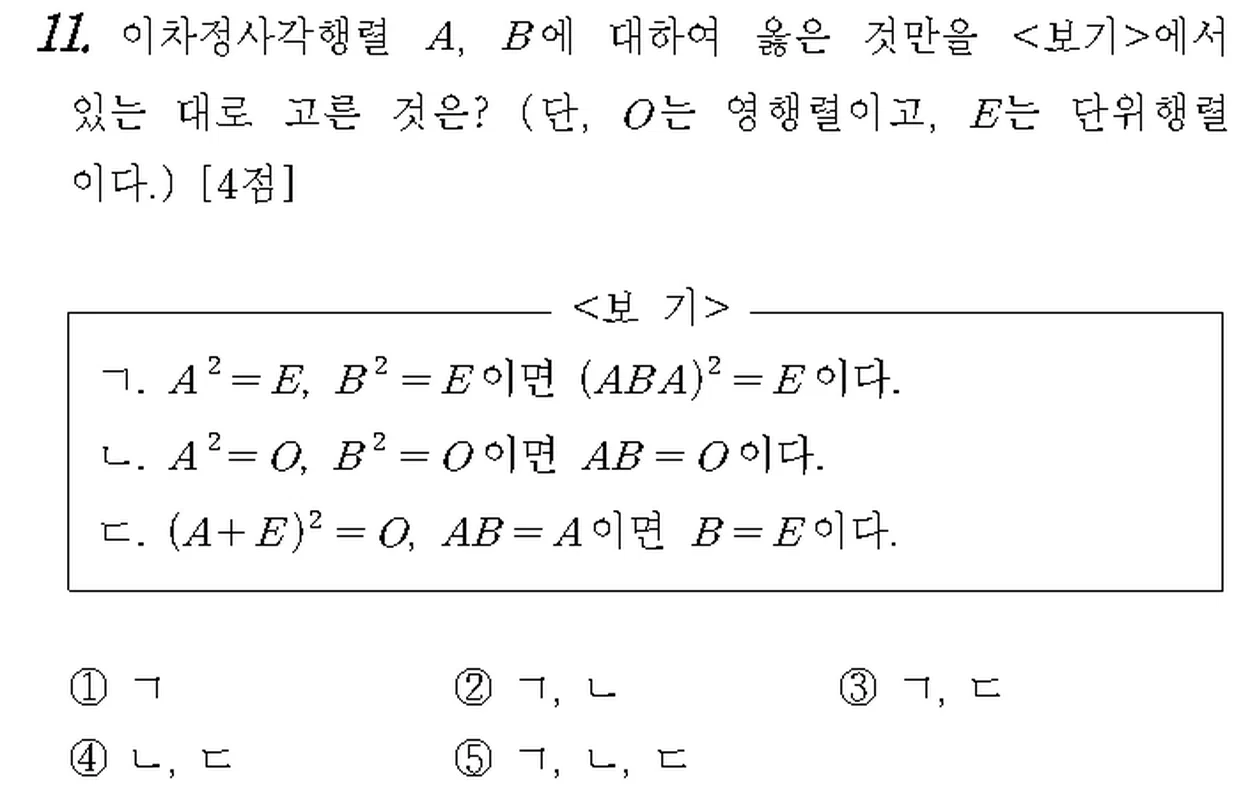 11. 이차정사각행렬 A, B에 대하여 옳은 것만을 <보기>에서
있는 대로 고른 것은? (단, O는 영행렬이고, E는 단위행렬
이다.) [4점]
<보 기>
ㄱ. A² = E, B² = E이면 (ABA)² = E이다.
ㄴ. A² = O, B² = O이면 AB = O이다.
ㄷ. (A+E)² = O, AB = A이면 B = E이다.
① ㄱ ② ㄱ, ㄴ ③ ㄱ, ㄷ
④ ㄴ, ㄷ ⑤ ㄱ, ㄴ, ㄷ